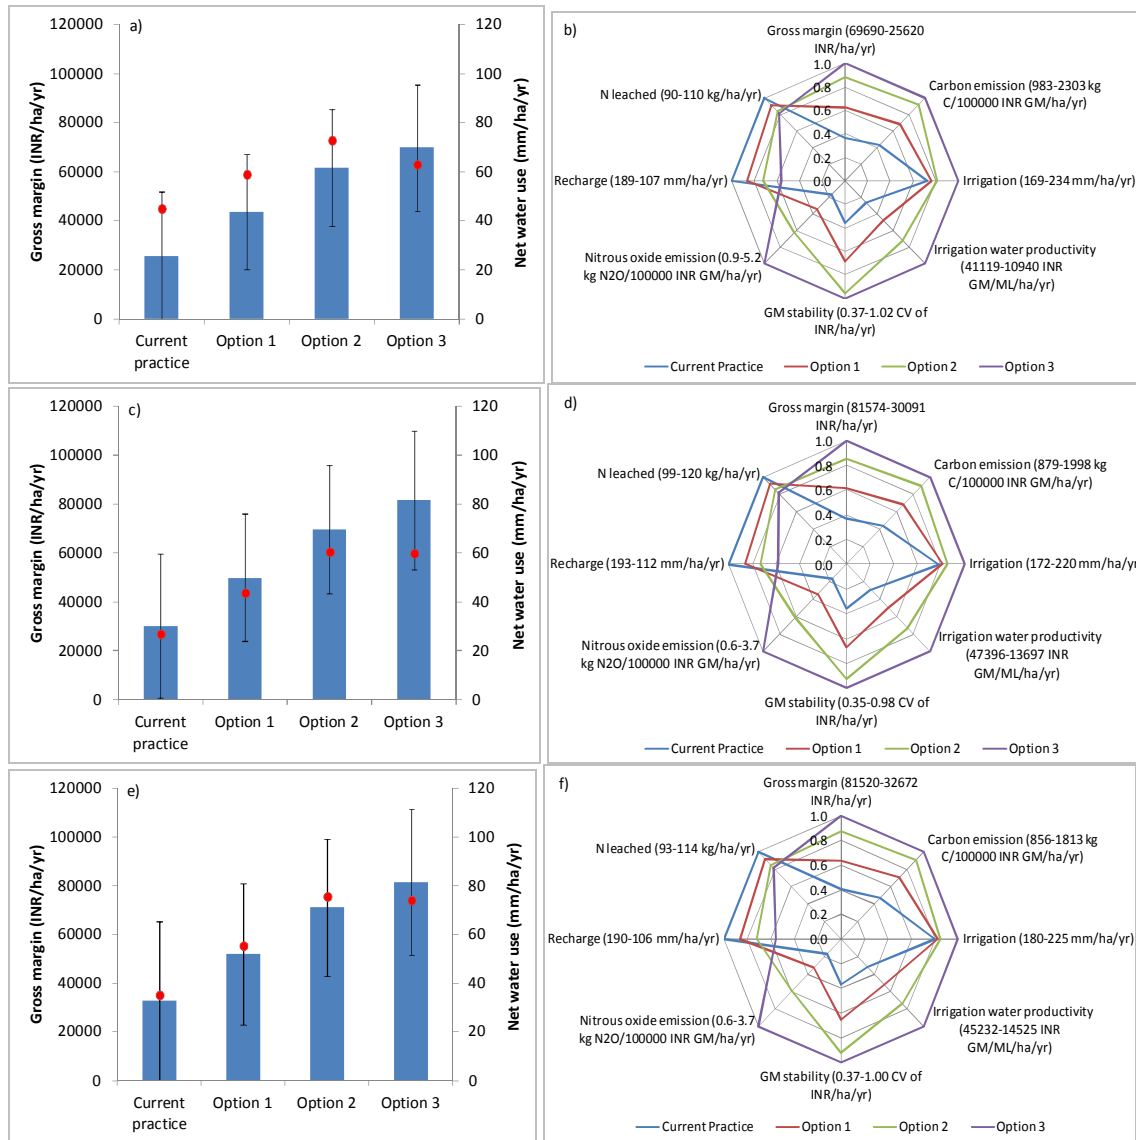 a)
Gross margin (INR/ha/yr)
120000
100000
80000
60000
40000
20000
0
120
100
80
60
40
20
0
Net water use (mm/ha/yr)
Current
practice
Option 1
Option 2
Option 3
b)
Gross margin (69690-25620
INR/ha/yr)
Carbon emission (983-2303 kg
C/100000 INR GM/ha/yr)
Irrigation (169-234 mm/ha/yr)
Irrigation water productivity
(41119-10940 INR
GM/ML/ha/yr)
GM stability (0.37-1.02 CV of
INR/ha/yr)
Nitrous oxide emission (0.9-5.2
kg N2O/100000 INR GM/ha/yr)
Recharge (189-107 mm/ha/yr)
N leached (90-110 kg/ha/yr)
1.0
0.8
0.6
0.4
0.2
0.0
Current Practice
Option 1
Option 2
Option 3
c)
Gross margin (INR/ha/yr)
120000
100000
80000
60000
40000
20000
0
120
100
80
60
40
20
0
Net water use (mm/ha/yr)
Current
practice
Option 1
Option 2
Option 3
d)
Gross margin (81574-30091
INR/ha/yr)
Carbon emission (879-1998 kg
C/100000 INR GM/ha/yr)
Irrigation (172-220 mm/ha/yr)
Irrigation water productivity
(47396-13697 INR
GM/ML/ha/yr)
GM stability (0.35-0.98 CV of
INR/ha/yr)
Nitrous oxide emission (0.6-3.7
kg N2O/100000 INR GM/ha/yr)
Recharge (193-112 mm/ha/yr)
N leached (99-120 kg/ha/yr)
1.0
0.8
0.6
0.4
0.2
0.0
Current Practice
Option 1
Option 2
Option 3
e)
Gross margin (INR/ha/yr)
120000
100000
80000
60000
40000
20000
0
120
100
80
60
40
20
0
Net water use (mm/ha/yr)
Current
practice
Option 1
Option 2
Option 3
f)
Gross margin (81520-32672
INR/ha/yr)
Carbon emission (856-1813 kg
C/100000 INR GM/ha/yr)
Irrigation (180-225 mm/ha/yr)
Irrigation water productivity
(45232-14525 INR
GM/ML/ha/yr)
GM stability (0.37-1.00 CV of
INR/ha/yr)
Nitrous oxide emission (0.6-3.7
kg N2O/100000 INR GM/ha/yr)
Recharge (190-106 mm/ha/yr)
N leached (93-114 kg/ha/yr)
1.0
0.8
0.6
0.4
0.2
0.0
Current Practice
Option 1
Option 2
Option 3